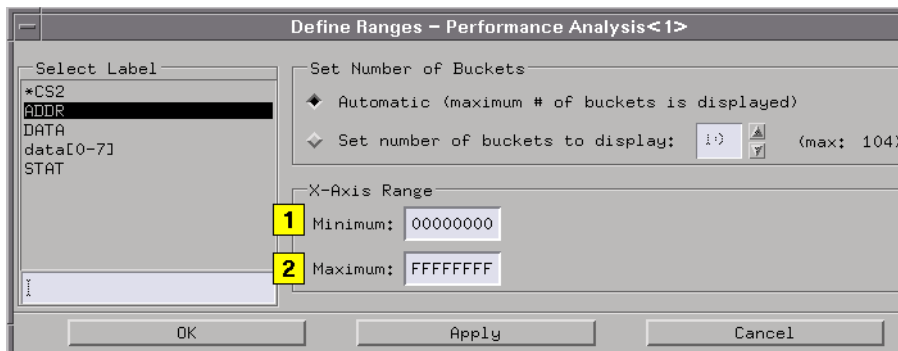 Define Ranges – Performance Analysis<1>
Select Label
*CS2
ADDR
DATA
data[0-7]
STAT
Set Number of Buckets
Automatic (maximum # of buckets is displayed)
Set number of buckets to display: 10 (max: 104)
X-Axis Range
1 Minimum: 00000000
2 Maximum: FFFFFFFF
OK Apply Cancel